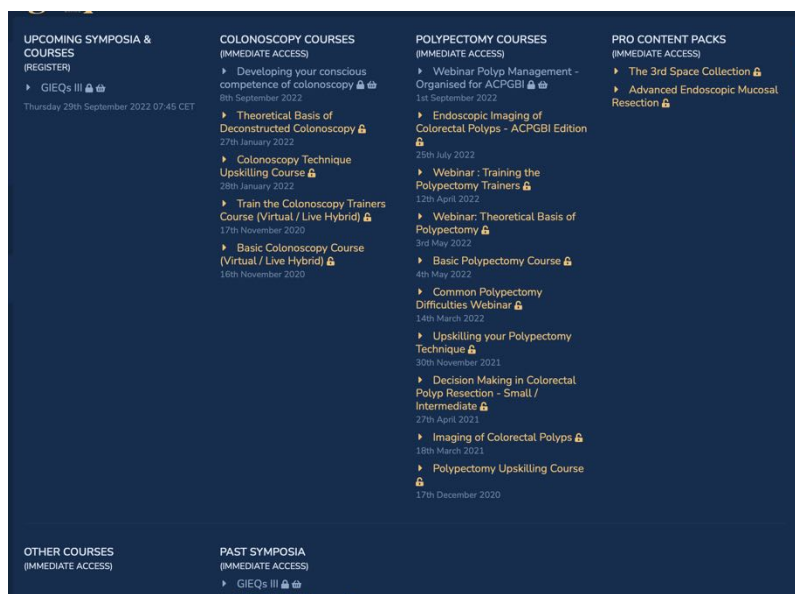 UPCOMING SYMPOSIA &
COURSES
(REGISTER)
GIEQs III
Thursday 29th September 2022 07:45 CET
COLONOSCOPY COURSES
(IMMEDIATE ACCESS)
Developing your conscious
competence of colonoscopy
8th September 2022
Theoretical Basis of
Deconstructed Colonoscopy
27th January 2022
Colonoscopy Technique
Upskilling Course
28th January 2022
Train the Colonoscopy Trainers
Course (Virtual / Live Hybrid)
17th November 2020
Basic Colonoscopy Course
(Virtual / Live Hybrid)
16th November 2020
POLYPECTOMY COURSES
(IMMEDIATE ACCESS)
Webinar Polyp Management -
Organised for ACPGBI
1st September 2022
Endoscopic Imaging of
Colorectal Polyps - ACPGBI Edition
25th July 2022
Webinar : Training the
Polypectomy Trainers
12th April 2022
Webinar: Theoretical Basis of
Polypectomy
3rd May 2022
Basic Polypectomy Course
4th May 2022
Common Polypectomy
Difficulties Webinar
14th March 2022
Upskilling your Polypectomy
Technique
30th November 2021
Decision Making in Colorectal
Polyp Resection - Small /
Intermediate
27th April 2021
Imaging of Colorectal Polyps
18th March 2021
Polypectomy Upskilling Course
17th December 2020
PRO CONTENT PACKS
(IMMEDIATE ACCESS)
The 3rd Space Collection
Advanced Endoscopic Mucosal
Resection
OTHER COURSES
(IMMEDIATE ACCESS)
PAST SYMPOSIA
(IMMEDIATE ACCESS)
GIEQs III